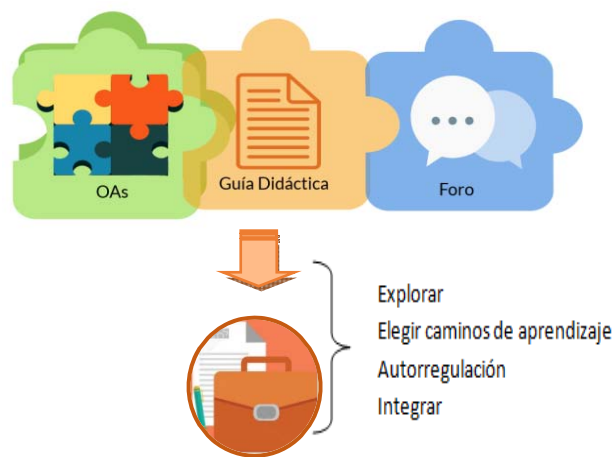 OAs
Guía Didáctica
Foro
Explorar
Elegir caminos de aprendizaje
Autorregulación
Integrar